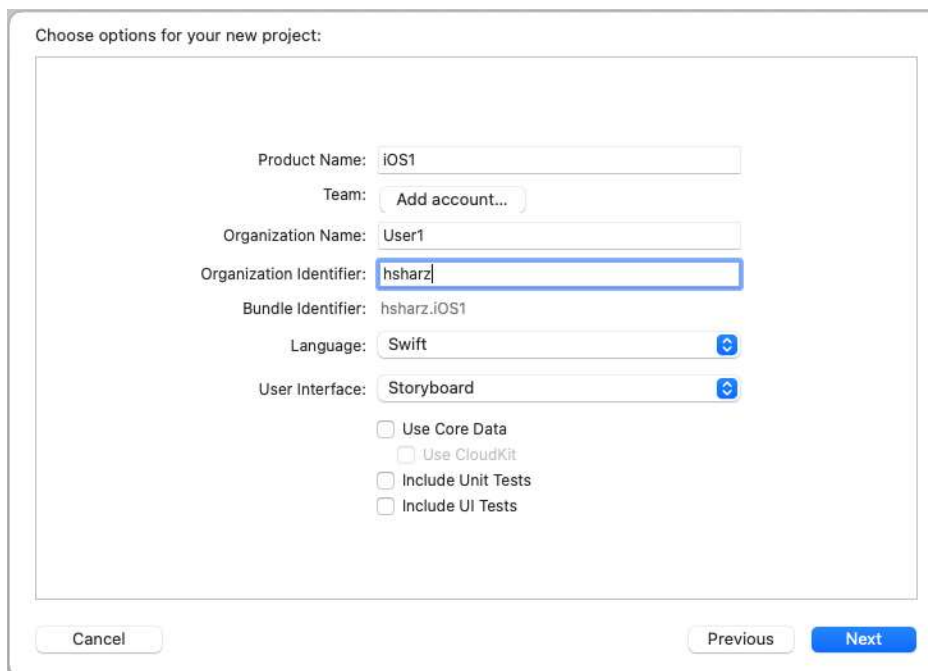 Choose options for your new project:
Product Name: iOS1
Team: Add account...
Organization Name: User1
Organization Identifier: hsharz
Bundle Identifier: hsharz.iOS1
Language: Swift
User Interface: Storyboard
Use Core Data
Use CloudKit
Include Unit Tests
Include UI Tests
Cancel Previous Next